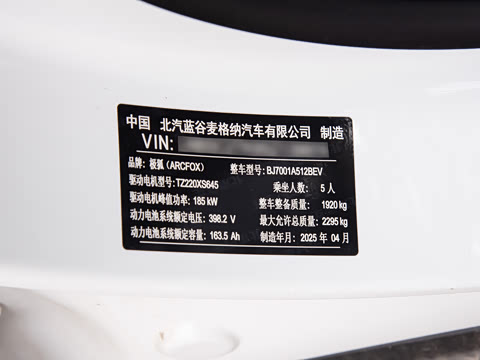 中国 北汽蓝谷麦格纳汽车有限公司 5 制造
VIN:
品牌：极狐（ARCFOX） 整车型号：BJ7001A512BEV
驱动电机型号：TZ220XS645 乘坐人数： 5 人
驱动电机峰值功率：185 kW 整车整备质量： 1920 kg
动力电池系统额定电压：398.2 V 最大允许总质量： 2295 kg
动力电池系统额定容量：163.5 Ah 制造年月：2025 年 04 月